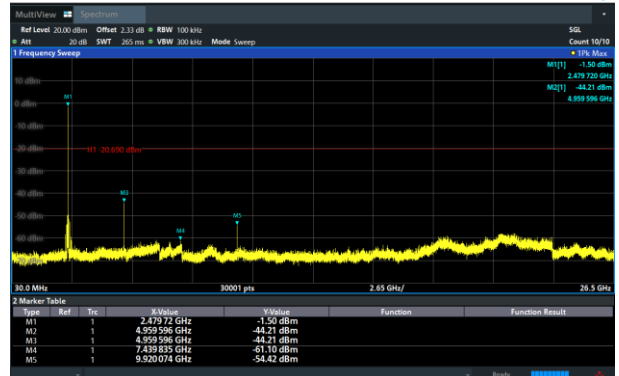 MultiView Spectrum
Ref Level 20.00 dBm Offset 2.33 dB RBW 100 kHz SGL
Att 20 dB SWT 265 ms VBW 300 kHz Mode Sweep Count 10/10
1 Frequency Sweep 1Pk Max
M1[1] -1.50 dBm
2.479 720 GHz
M2[1] -44.21 dBm
4.959 596 GHz
10 dBm
M1
0 dBm
-10 dBm
-20 dBm H1 -20.690 dBm
-30 dBm
-40 dBm
M3
-50 dBm
M5
M4
-60 dBm
30.0 MHz 30001 pts 2.65 GHz/ 26.5 GHz
2 Marker Table
Type Ref Trc X-Value Y-Value Function Function Result
M1 1 2.479 72 GHz -1.50 dBm
M2 1 4.959 596 GHz -44.21 dBm
M3 1 4.959 596 GHz -44.21 dBm
M4 1 7.439 835 GHz -61.10 dBm
M5 1 9.920 074 GHz -54.42 dBm
Ready